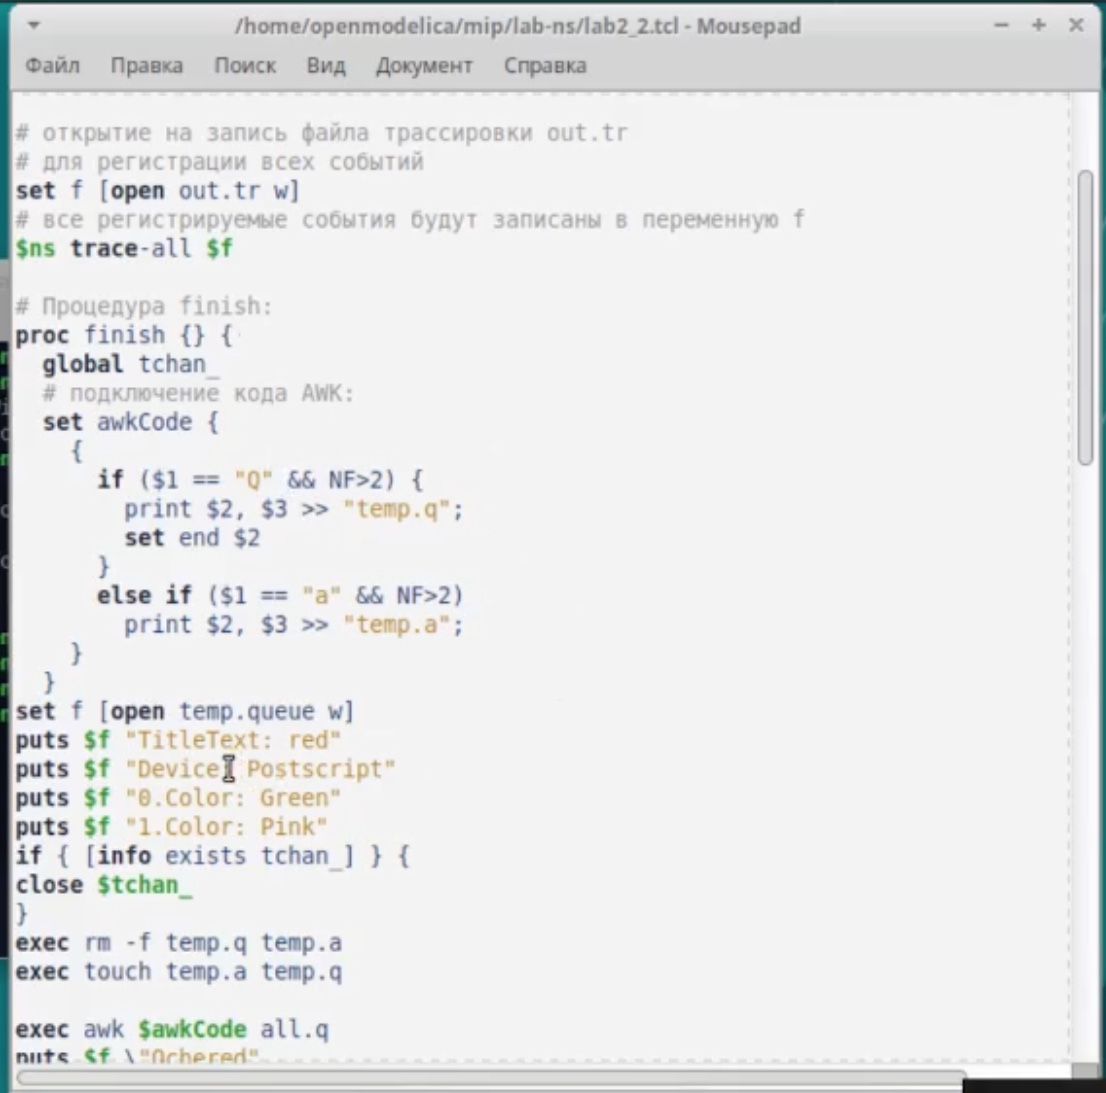 /home/openmodelica/mip/lab-ns/lab2_2.tcl - Mousepad
Файл Правка Поиск Вид Документ Справка
# открытие на запись файла трассировки out.tr
# для регистрации всех событий
set f [open out.tr w]
# все регистрируемые события будут записаны в переменную f
$ns trace-all $f
# Процедура finish:
proc finish {} {
global tchan_
# подключение кода AWK:
set awkCode {
{
if ($1 == "Q" && NF>2) {
print $2, $3 >> "temp.q";
set end $2
}
else if ($1 == "a" && NF>2)
print $2, $3 >> "temp.a";
}
}
set f [open temp.queue w]
puts $f "TitleText: red"
puts $f "Device: Postscript"
puts $f "0.Color: Green"
puts $f "1.Color: Pink"
if { [info exists tchan_] } {
close $tchan_
}
exec rm -f temp.q temp.a
exec touch temp.a temp.q
exec awk $awkCode all.q
puts $f \"Ochered"